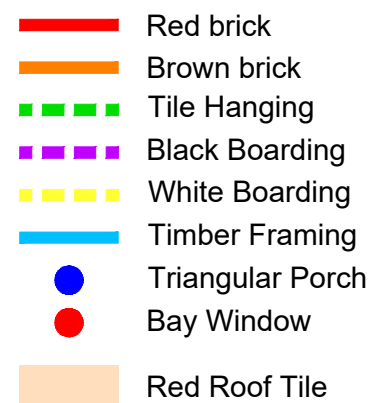 Red brick
Brown brick
Tile Hanging
Black Boarding
White Boarding
Timber Framing
Triangular Porch
Bay Window
Red Roof Tile